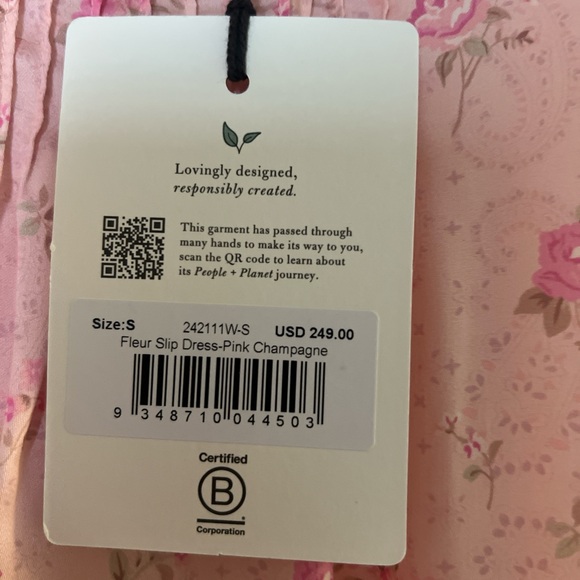 Lovingly designed,
responsibly created.
This garment has passed through
many hands to make its way to you,
scan the QR code to learn about
its People + Planet journey.
Size:S 242111W-S USD 249.00
Fleur Slip Dress-Pink Champagne
9 348710 044503
Certified
B
Corporation